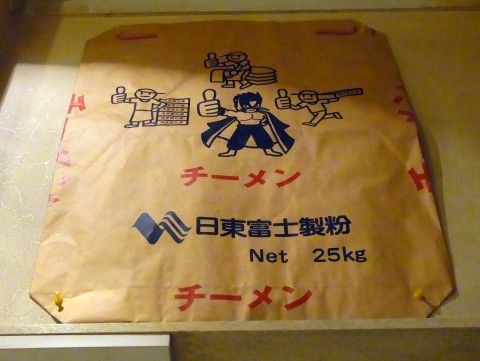 チーメン
日東富士製粉
Net 25kg
チーメン